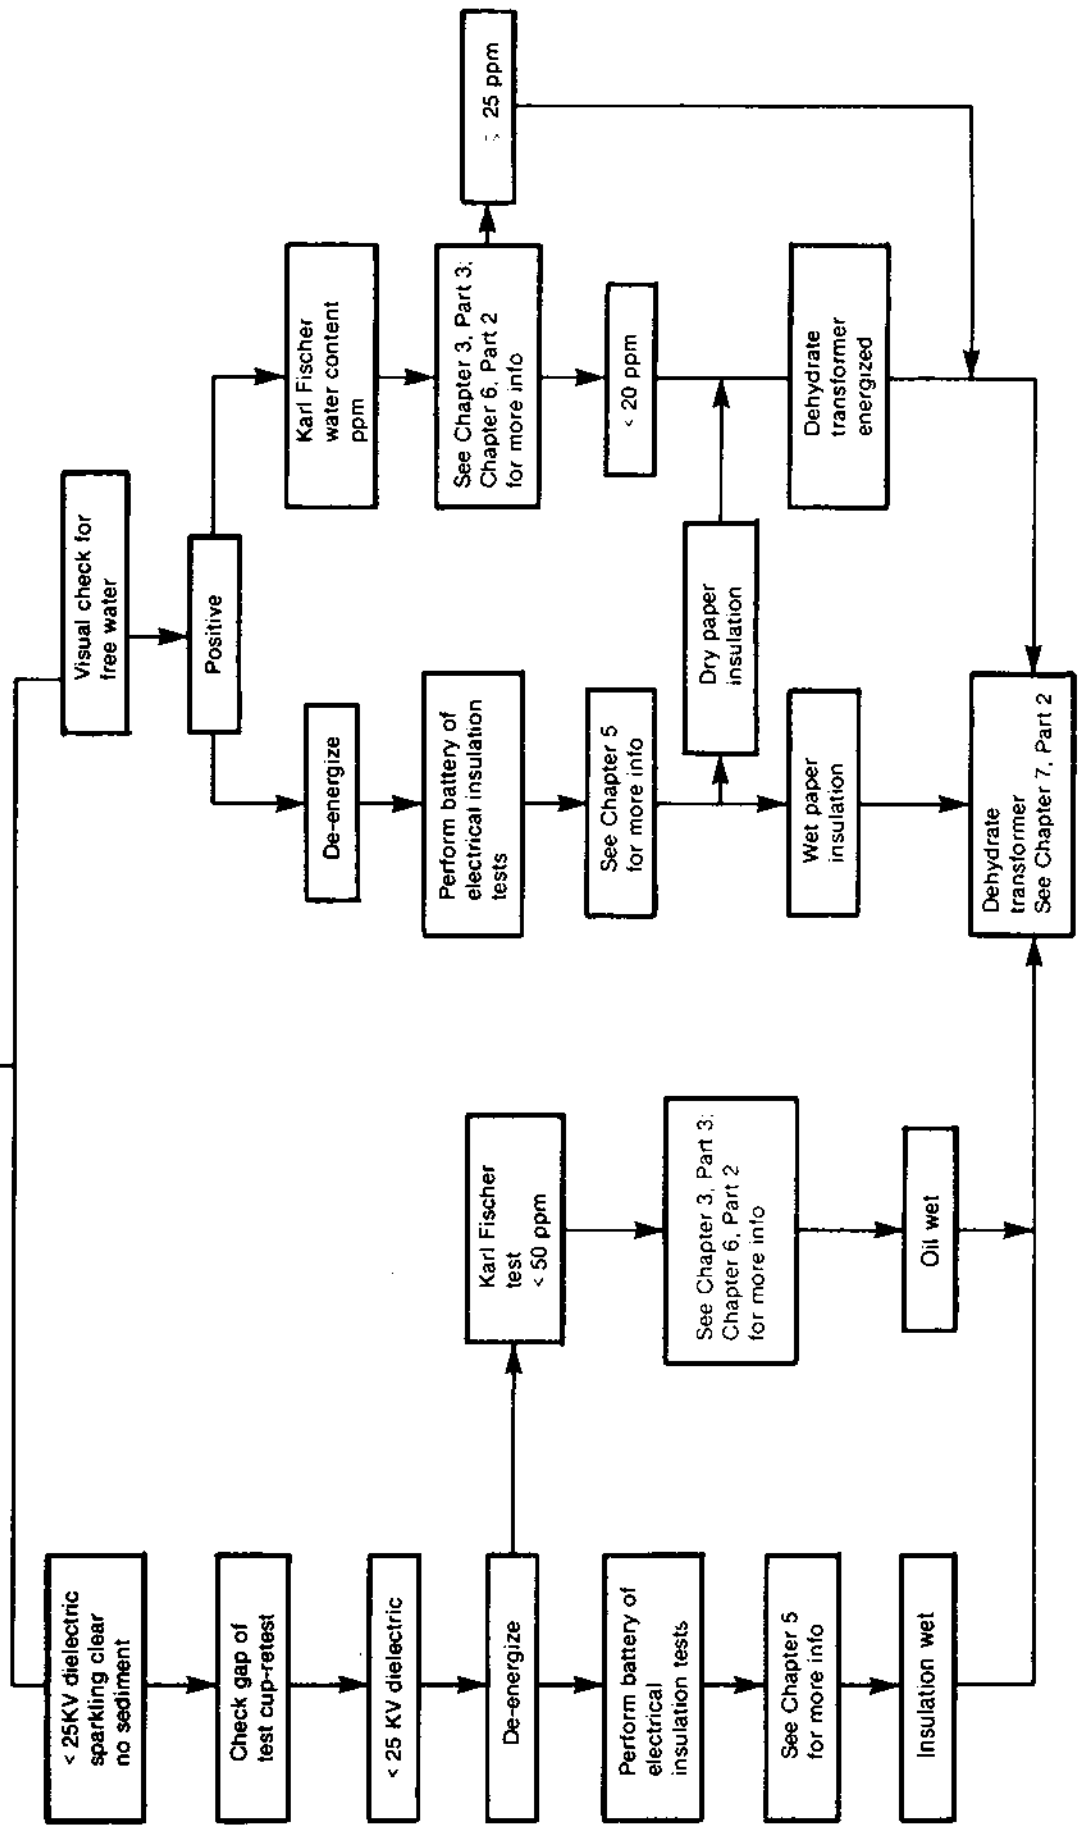 < 25KV dielectric
sparkling clear
no sediment
Check gap of
test cup-retest
< 25 KV dielectric
De-energize
Perform battery of
electrical
insulation tests
See Chapter 5
for more info
Insulation wet
Karl Fischer
test
< 50 ppm
See Chapter 3, Part 3;
Chapter 6, Part 2
for more info
Oil wet
Visual check for
free water
Positive
De-energize
Perform battery of
electrical insulation
tests
See Chapter 5
for more info
Dry paper
insulation
Wet paper
insulation
Karl Fischer
water content
ppm
See Chapter 3, Part 3;
Chapter 6, Part 2
for more info
25 ppm
< 20 ppm
Dehydrate
transformer
energized
Dehydrate
transformer
See Chapter 7, Part 2